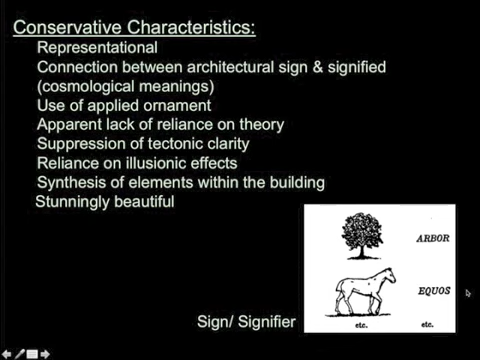 Conservative Characteristics:
Representational
Connection between architectural sign & signified
(cosmological meanings)
Use of applied ornament
Apparent lack of reliance on theory
Suppression of tectonic clarity
Reliance on illusionic effects
Synthesis of elements within the building
Stunningly beautiful
ARBOR
EQUOS
etc. etc.
Sign/ Signifier